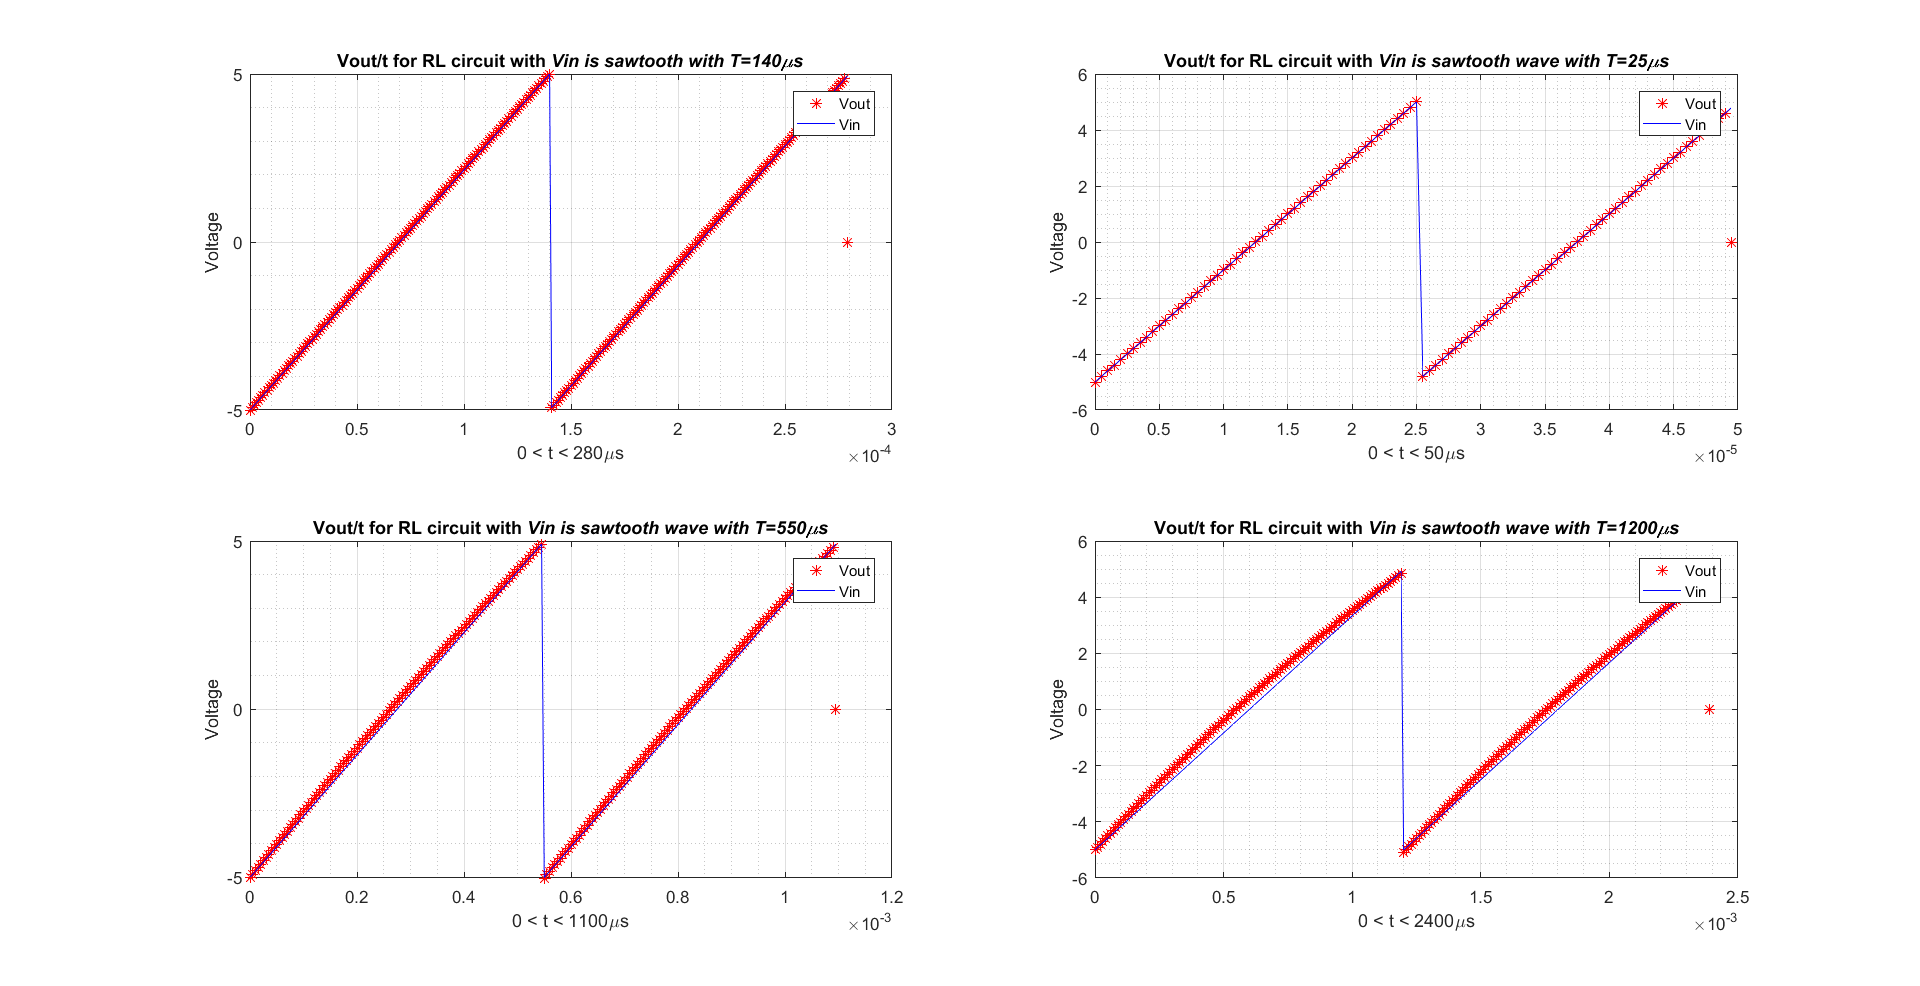 Vout/t for RL circuit with Vin is sawtooth with T=140μs
5
0
-5
Voltage
Vout
Vin
0 0.5 1 1.5 2 2.5 3
0 < t < 280μs
×10-4
Vout/t for RL circuit with Vin is sawtooth wave with T=25μs
6
4
2
0
-2
-4
-6
Voltage
Vout
Vin
0 0.5 1 1.5 2 2.5 3 3.5 4 4.5 5
0 < t < 50μs
×10-5
Vout/t for RL circuit with Vin is sawtooth wave with T=550μs
5
0
-5
Voltage
Vout
Vin
0 0.2 0.4 0.6 0.8 1 1.2
0 < t < 1100μs
×10-3
Vout/t for RL circuit with Vin is sawtooth wave with T=1200μs
6
4
2
0
-2
-4
-6
Voltage
Vout
Vin
0 0.5 1 1.5 2 2.5
0 < t < 2400μs
×10-3